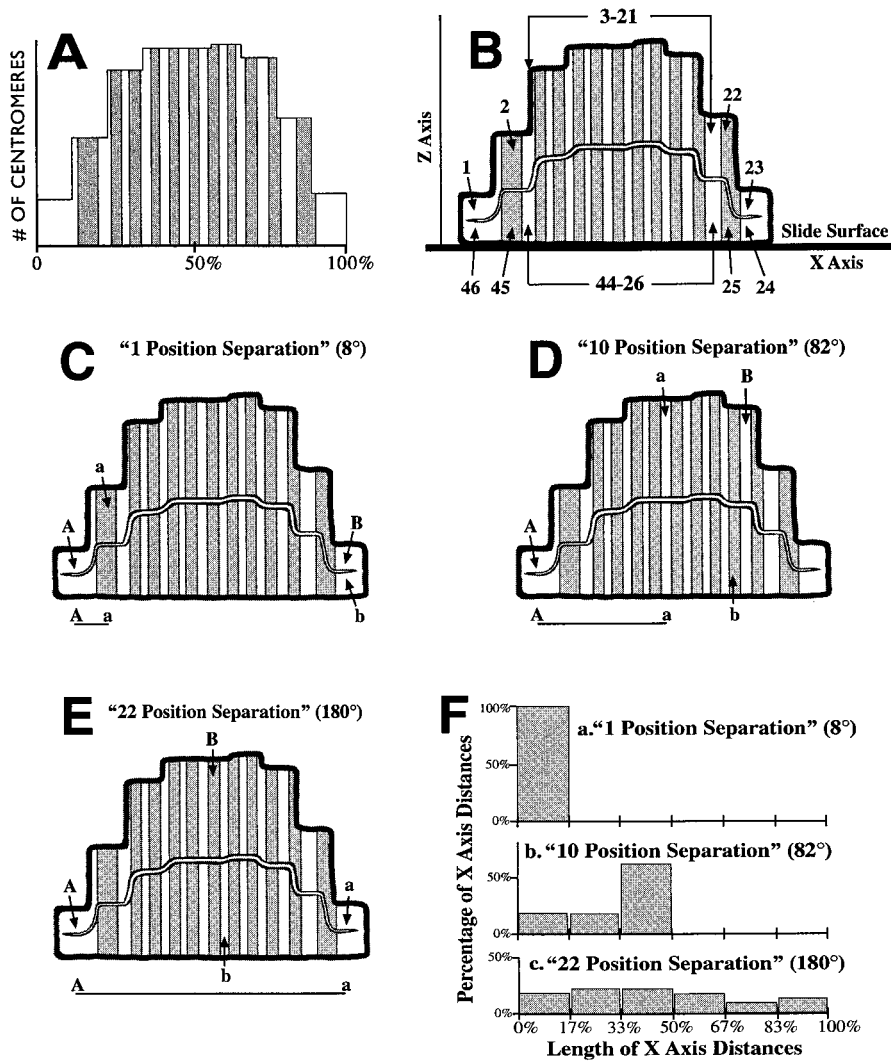 A
# OF CENTROMERES
0
50%
100%
B
Z Axis
3-21
2
22
1
23
Slide Surface
X Axis
46
45
44-26
25
24
C
"1 Position Separation" (8°)
a
A
B
b
A
a
D
"10 Position Separation" (82°)
a
B
A
A
a
b
E
"22 Position Separation" (180°)
B
A
a
b
A
a
F
Percentage of X Axis Distances
100%
a. "1 Position Separation" (8°)
50%
0%
b. "10 Position Separation" (82°)
50%
0%
50%
c. "22 Position Separation" (180°)
0%
0%
17%
33%
50%
67%
83%
100%
Length of X Axis Distances